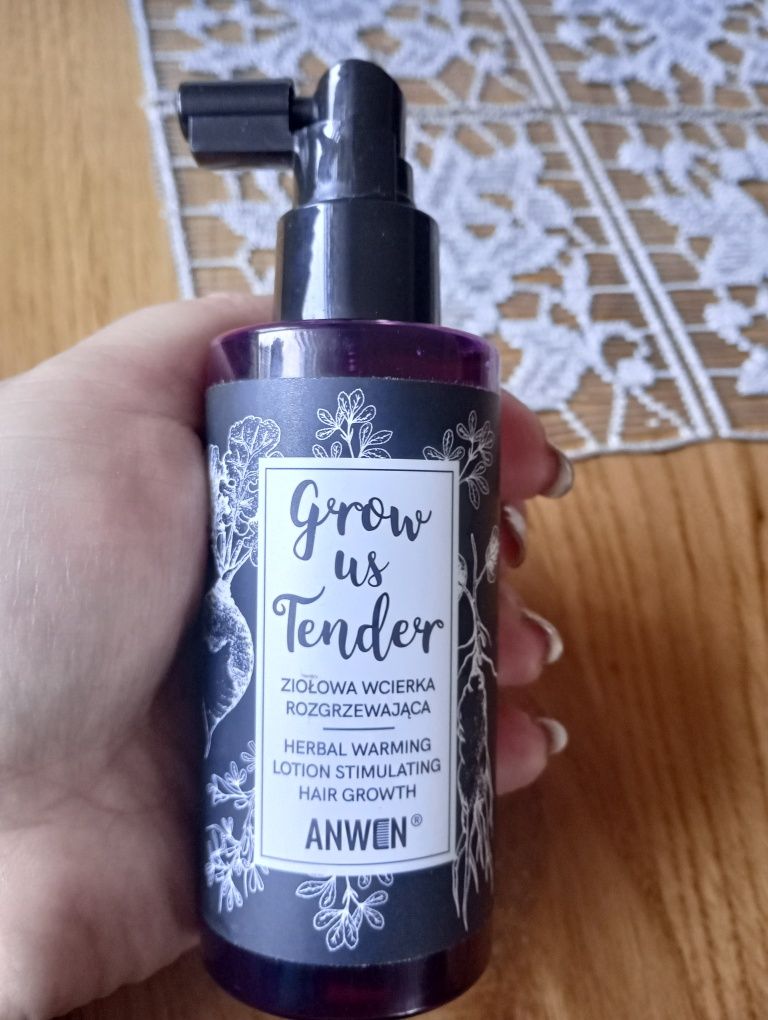 Grow
us
Tender
ZIOŁOWA WCIERKA
ROZGRZEWAJĄCA
HERBAL WARMING
LOTION STIMULATING
HAIR GROWTH
ANWEN®